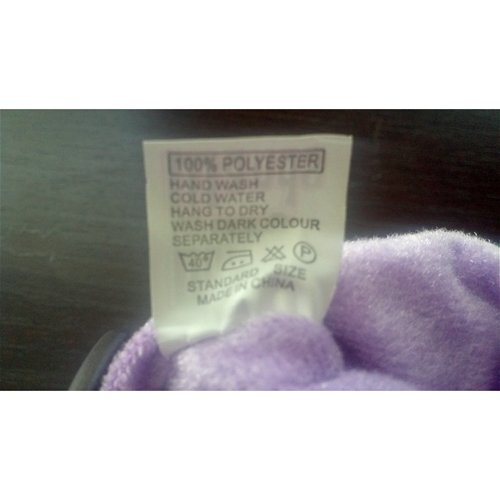 100% POLYESTER
HAND WASH
COLD WATER
HANG TO DRY
WASH DARK COLOUR
SEPARATELY
40° P
STANDARD SIZE
MADE IN CHINA